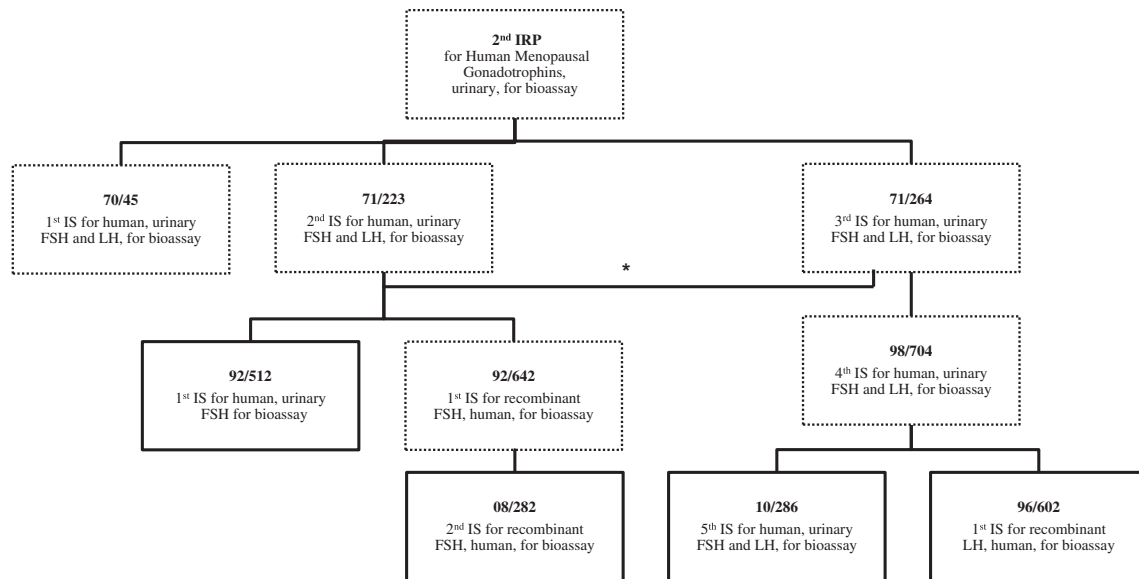 2nd IRP
for Human Menopausal
Gonadotrophins,
urinary, for bioassay
70/45
1st IS for human, urinary
FSH and LH, for bioassay
71/223
2nd IS for human, urinary
FSH and LH, for bioassay
71/264
3rd IS for human, urinary
FSH and LH, for bioassay
*
92/512
1st IS for human, urinary
FSH for bioassay
92/642
1st IS for recombinant
FSH, human, for bioassay
98/704
4th IS for human, urinary
FSH and LH, for bioassay
08/282
2nd IS for recombinant
FSH, human, for bioassay
10/286
5th IS for human, urinary
FSH and LH, for bioassay
96/602
1st IS for recombinant
LH, human, for bioassay